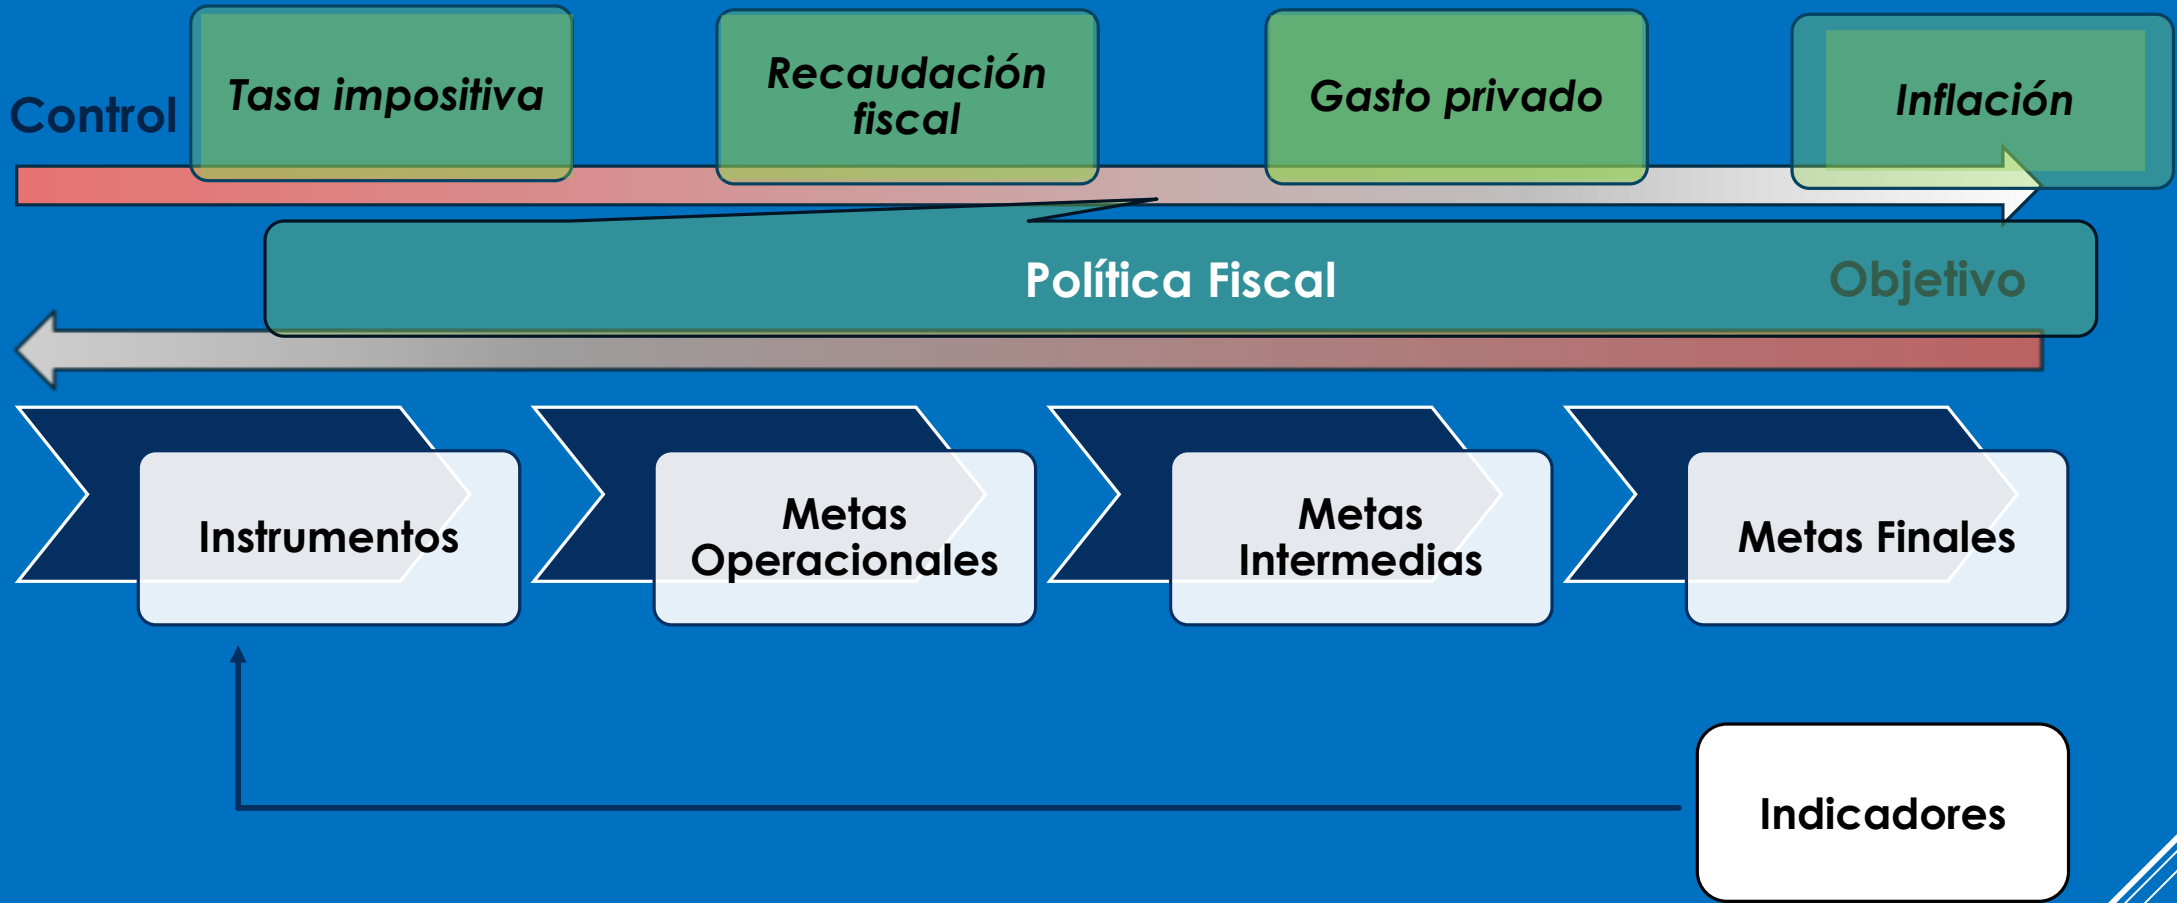 Control
Tasa impositiva
Recaudación
fiscal
Gasto privado
Inflación
Política Fiscal
Objetivo
Instrumentos
Metas
Operacionales
Metas
Intermedias
Metas Finales
Indicadores